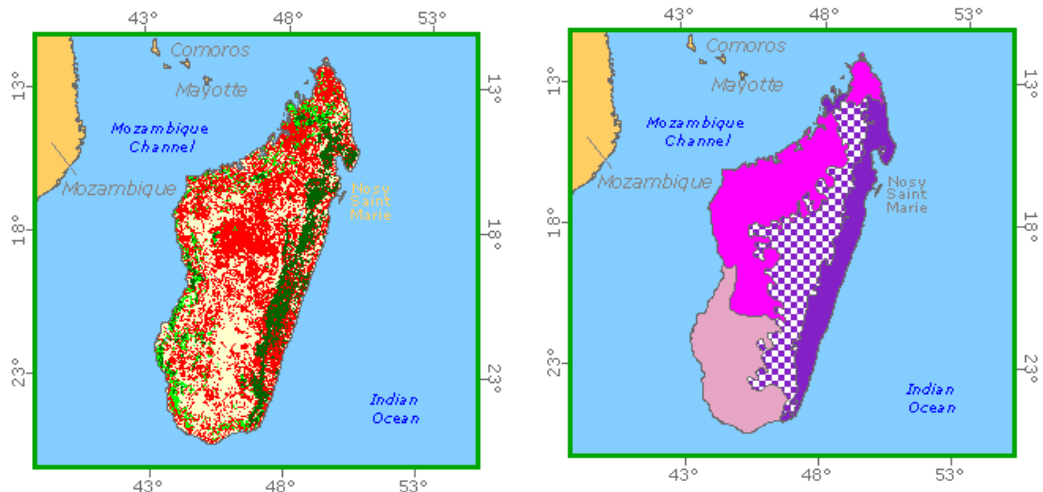 48°
53°
43°
Comoros
Mayotte
13°
13°
Mozambique
Channel
Mozambique
Nosy
Saint
Marie
18°
18°
23°
23°
Indian
Ocean
43°
48°
53°
43°
48°
53°
Comoros
Mayotte
13°
13°
Mozambique
Channel
Mozambique
Nosy
Saint
Marie
18°
18°
23°
23°
Indian
Ocean
43°
48°
53°